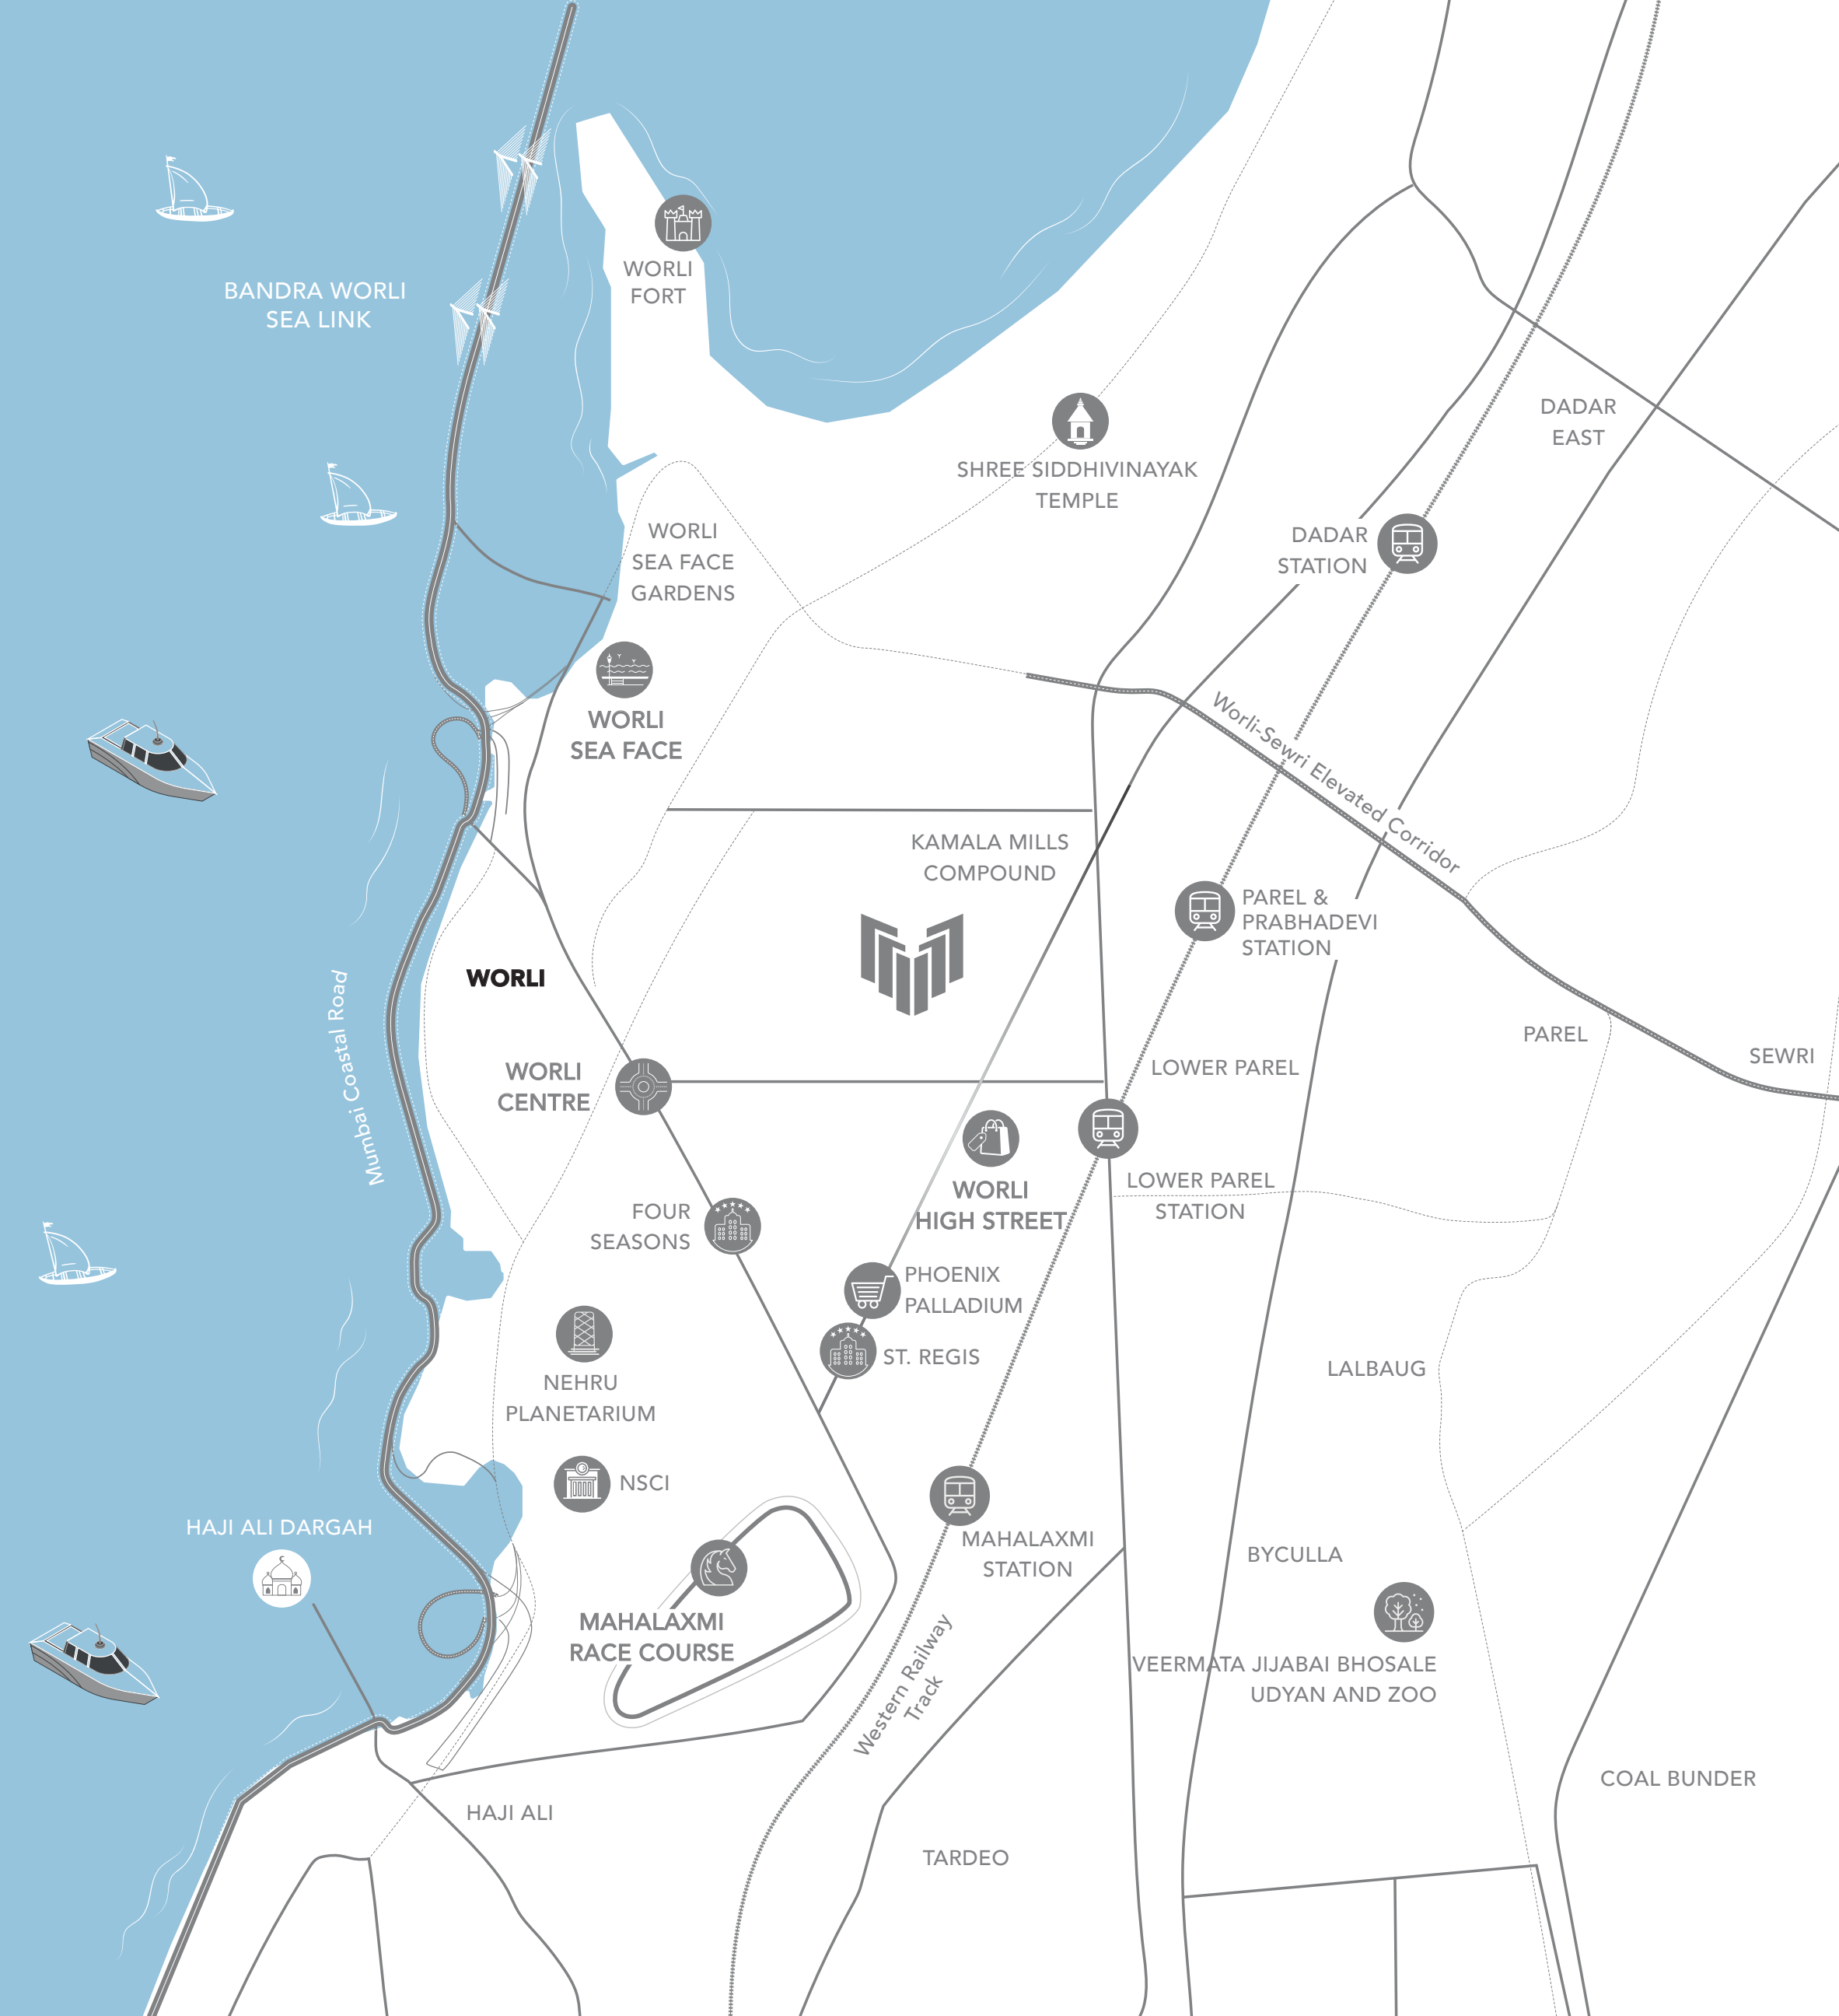 WORLI
FORT
BANDRA WORLI
SEA LINK
DADAR
EAST
SHREE SIDDHIVINAYAK
TEMPLE
WORLI
SEA FACE
GARDENS
DADAR
STATION
WORLI
SEA FACE
Worli-Sewri Elevated Corridor
KAMALA MILLS
COMPOUND
PAREL &
PRABHADEVI
STATION
WORLI
Mumbai Coastal Road
PAREL
SEWRI
LOWER PAREL
WORLI
CENTRE
WORLI
HIGH STREET
LOWER PAREL
STATION
FOUR
SEASONS
PHOENIX
PALLADIUM
ST. REGIS
LALBAUG
NEHRU
PLANETARIUM
NSCI
HAJI ALI DARGAH
MAHALAXMI
STATION
BYCULLA
MAHALAXMI
RACE COURSE
Western Railway
Track
VEERMATA JIJABAI BHOSALE
UDYAN AND ZOO
COAL BUNDER
HAJI ALI
TARDEO